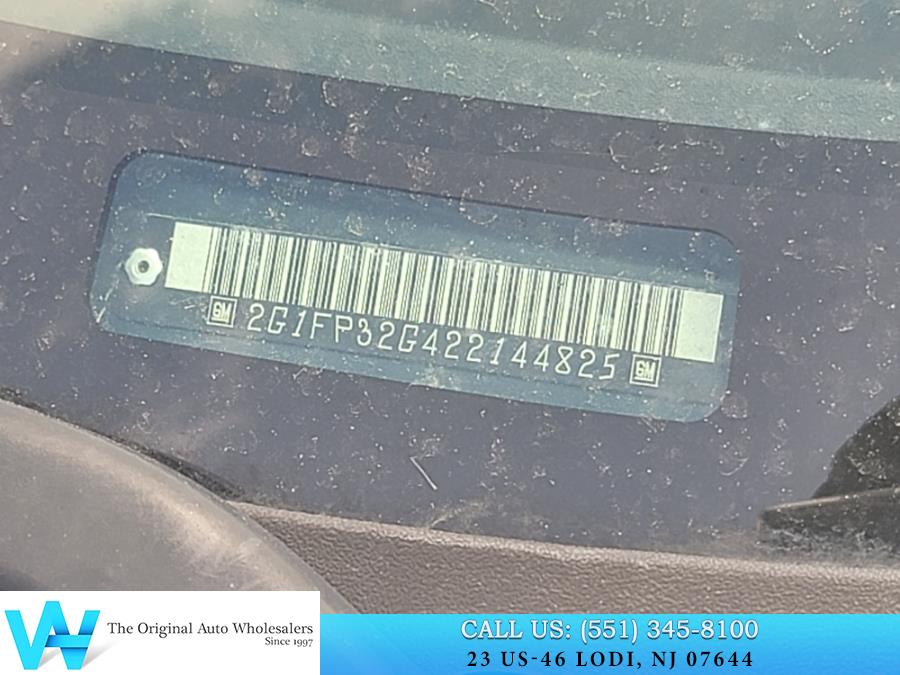 GM 2G1FP32G422144825 GM
WA
The Original Auto Wholesalers
Since 1997
CALL US: (551) 345-8100
23 US-46 LODI, NJ 07644